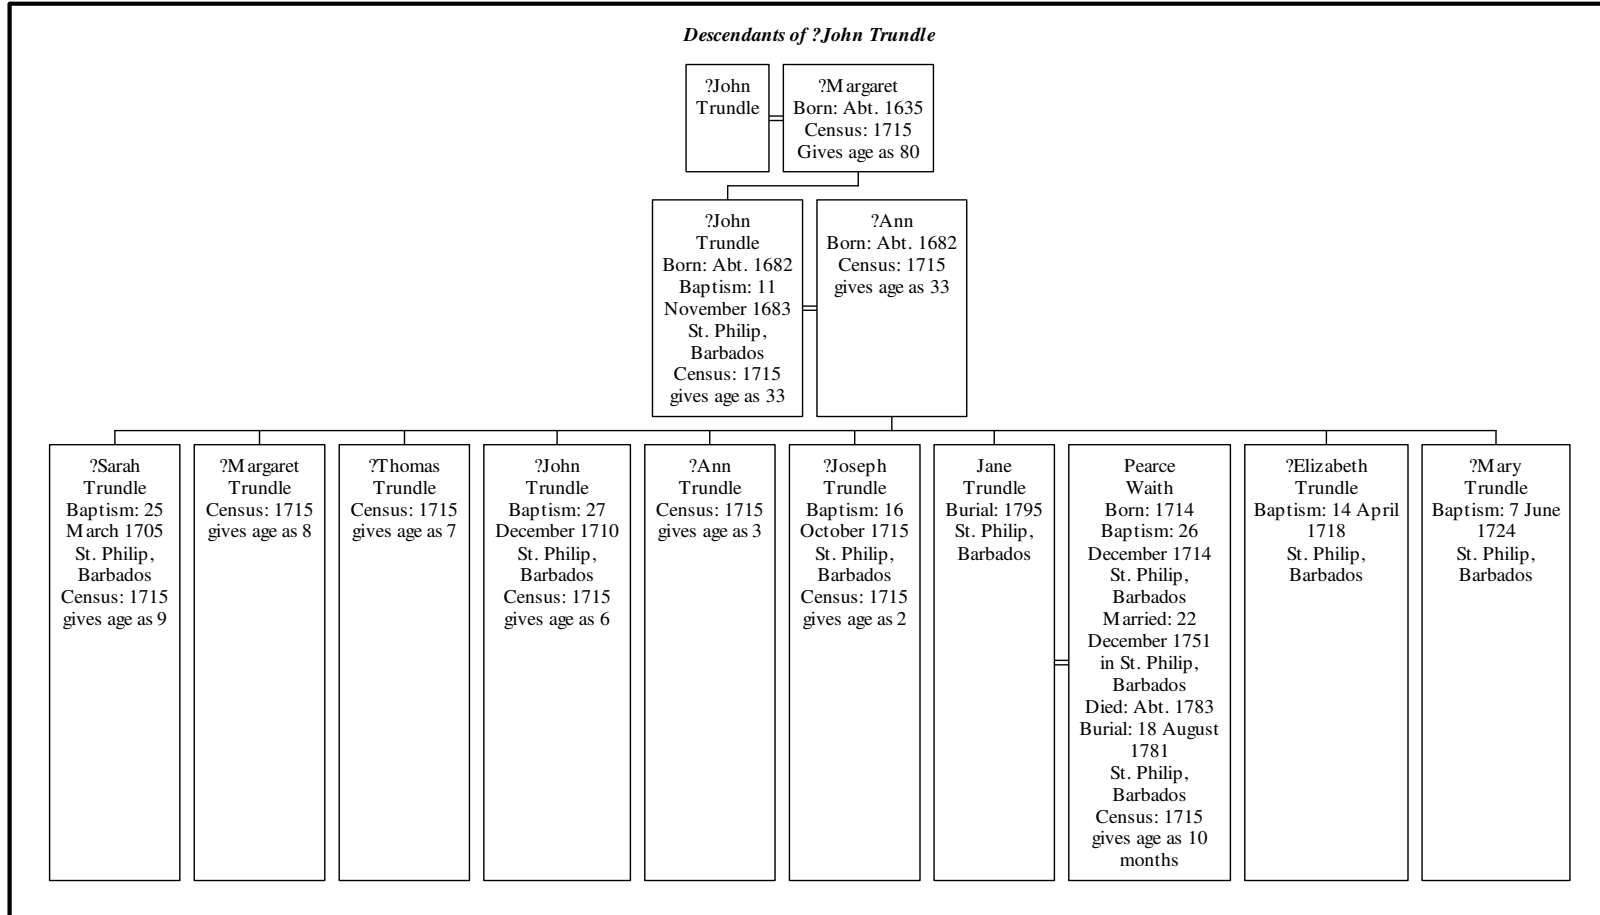 Descendants of ?John Trundle
?John
Trundle
?Margaret
Born: Abt. 1635
Census: 1715
Gives age as 80
?John
Trundle
Born: Abt. 1682
Baptism: 11
November 1683
St. Philip,
Barbados
Census: 1715
gives age as 33
?Ann
Born: Abt. 1682
Census: 1715
gives age as 33
?Sarah
Trundle
Baptism: 25
March 1705
St. Philip,
Barbados
Census: 1715
gives age as 9
?Margaret
Trundle
Census: 1715
gives age as 8
?Thomas
Trundle
Census: 1715
gives age as 7
?John
Trundle
Baptism: 27
December 1710
St. Philip,
Barbados
Census: 1715
gives age as 6
?Ann
Trundle
Census: 1715
gives age as 3
?Joseph
Trundle
Baptism: 16
October 1715
St. Philip,
Barbados
Census: 1715
gives age as 2
Jane
Trundle
Burial: 1795
St. Philip,
Barbados
Pearce
Waith
Born: 1714
Baptism: 26
December 1714
St. Philip,
Barbados
Married: 22
December 1751
in St. Philip,
Barbados
Died: Abt. 1783
Burial: 18 August
1781
St. Philip,
Barbados
Census: 1715
gives age as 10
months
?Elizabeth
Trundle
Baptism: 14 April
1718
St. Philip,
Barbados
?Mary
Trundle
Baptism: 7 June
1724
St. Philip,
Barbados